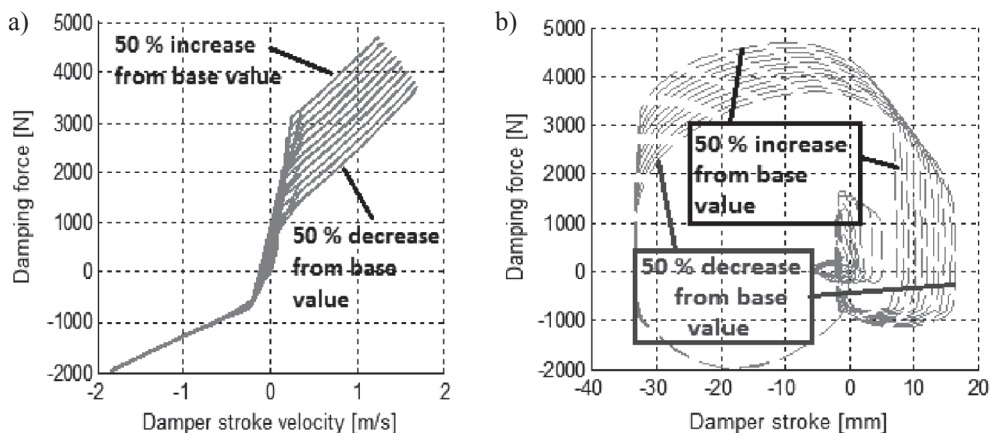 a)
5000
4000
3000
2000
1000
0
-1000
-2000
Damping force [N]
50 % increase
from base value
50 % decrease
from base
value
-2
-1
0
1
2
Damper stroke velocity [m/s]
b)
5000
4000
3000
2000
1000
0
-1000
-2000
Damping force [N]
50 % increase
from base
value
50 % decrease
from base
value
-40
-30
-20
-10
0
10
20
Damper stroke [mm]